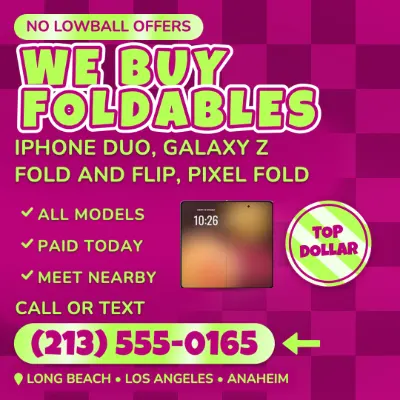 NO LOWBALL OFFERS
WE BUY
FOLDABLES
IPHONE DUO, GALAXY Z
FOLD AND FLIP, PIXEL FOLD
ALL MODELS
PAID TODAY
MEET NEARBY
10:26
TOP
DOLLAR
CALL OR TEXT
(213) 555-0165
LONG BEACH • LOS ANGELES • ANAHEIM